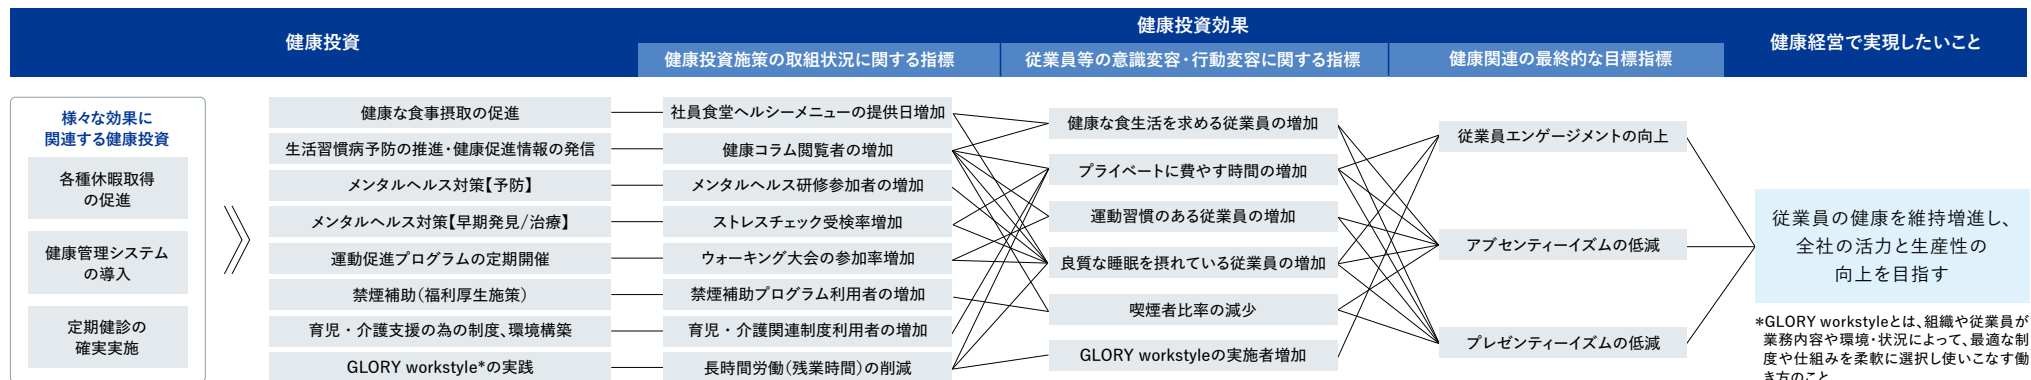 健康投資
健康投資効果
健康投資施策の取組状況に関する指標
従業員等の意識変容・行動変容に関する指標
健康関連の最終的な目標指標
健康経営で実現したいこと
様々な効果に
関連する健康投資
各種休暇取得
の促進
健康管理システム
の導入
定期健診の
確実実施
健康な食事摂取の促進
生活習慣病予防の推進・健康促進情報の発信
メンタルヘルス対策【予防】
メンタルヘルス対策【早期発見/治療】
運動促進プログラムの定期開催
禁煙補助(福利厚生施策)
育児・介護支援の為の制度、環境構築
GLORY workstyle*の実践
社員食堂ヘルシーメニューの提供日増加
健康コラム閲覧者の増加
メンタルヘルス研修参加者の増加
ストレスチェック受検率増加
ウォーキング大会の参加率増加
禁煙補助プログラム利用者の増加
育児・介護関連制度利用者の増加
長時間労働(残業時間)の削減
健康な食生活を求める従業員の増加
プライベートに費やす時間の増加
運動習慣のある従業員の増加
良質な睡眠を摂れている従業員の増加
喫煙者比率の減少
GLORY workstyleの実施者増加
従業員エンゲージメントの向上
アブセンティーイズムの低減
プレゼンティーイズムの低減
従業員の健康を維持増進し、
全社の活力と生産性の
向上を目指す
*GLORY workstyleとは、組織や従業員が
業務内容や環境・状況によって、最適な制
度や仕組みを柔軟に選択し使いこなす働
き方のこと